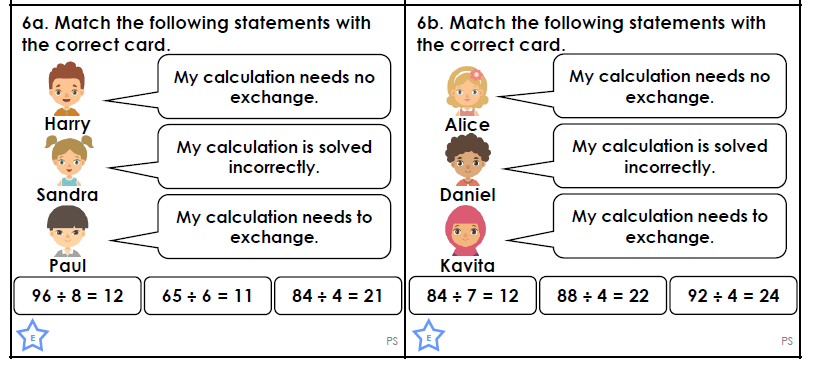 6a. Match the following statements with
the correct card.
My calculation needs no
exchange.
Harry
My calculation is solved
incorrectly.
Sandra
My calculation needs to
exchange.
Paul
96 ÷ 8 = 12
65 ÷ 6 = 11
84 ÷ 4 = 21
E
PS
6b. Match the following statements with
the correct card.
My calculation needs no
exchange.
Alice
My calculation is solved
incorrectly.
Daniel
My calculation needs to
exchange.
Kavita
84 ÷ 7 = 12
88 ÷ 4 = 22
92 ÷ 4 = 24
E
PS